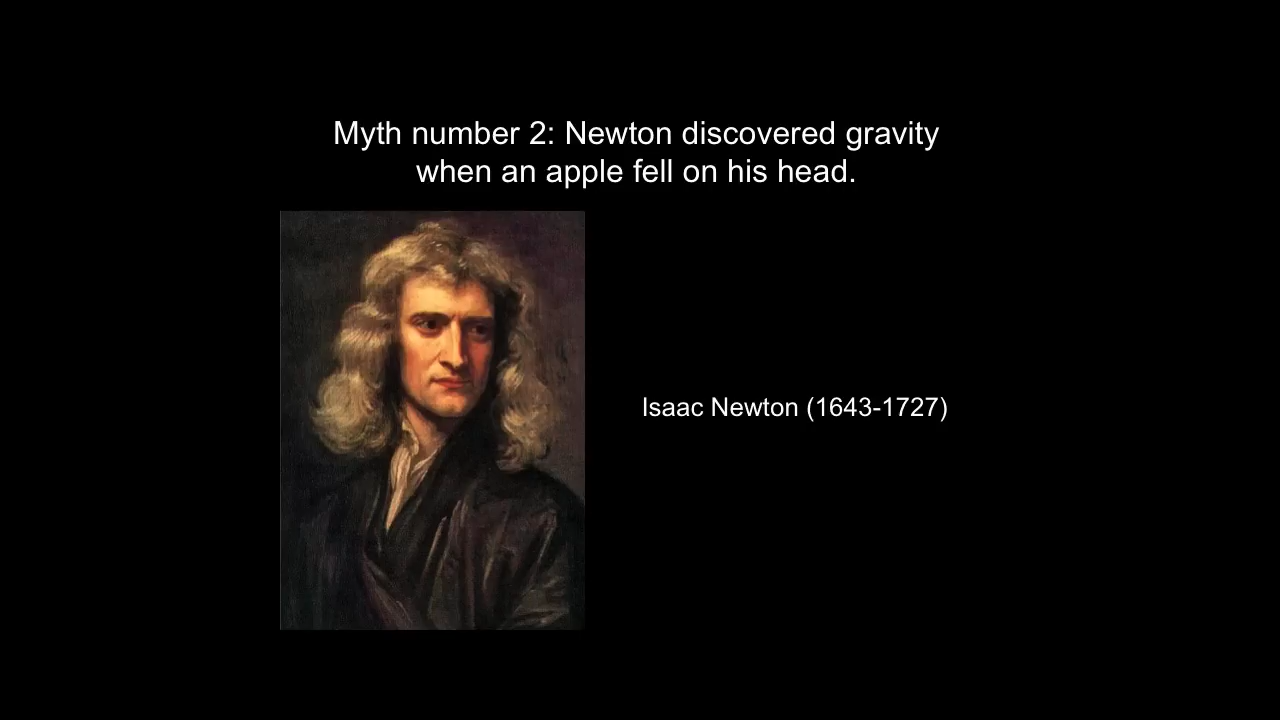 Myth number 2: Newton discovered gravity
when an apple fell on his head.
Isaac Newton (1643-1727)